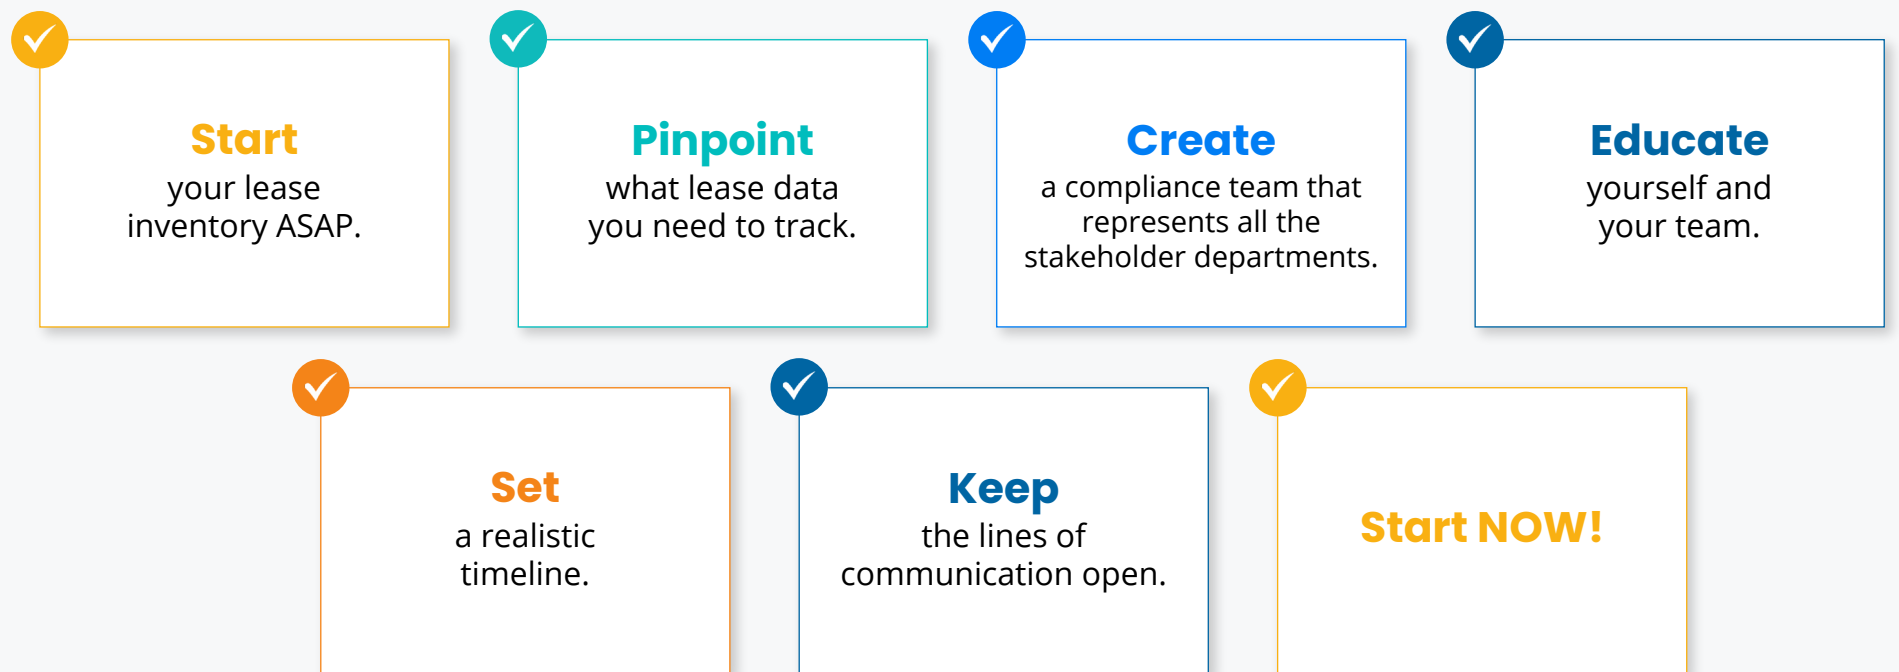 Start
your lease
inventory ASAP.
Pinpoint
what lease data
you need to track.
Create
a compliance team that
represents all the
stakeholder departments.
Educate
yourself and
your team.
Set
a realistic
timeline.
Keep
the lines of
communication open.
Start NOW!